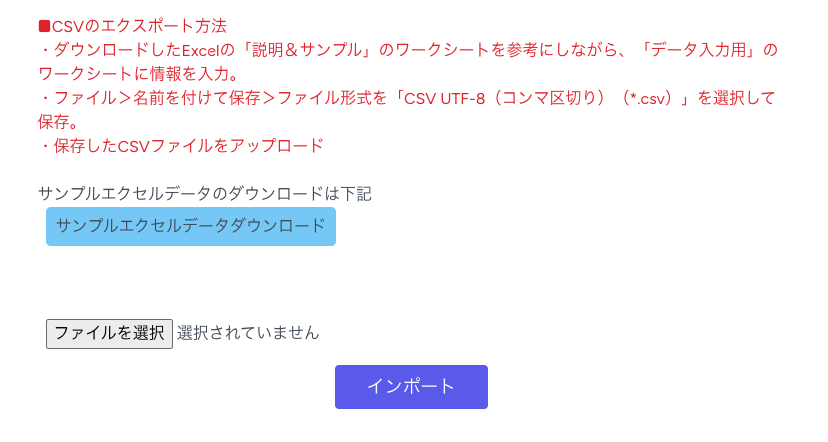 ■CSVのエクスポート方法
・ダウンロードしたExcelの「説明＆サンプル」のワークシートを参考にしながら、「データ入力用」の
ワークシートに情報を入力。
・ファイル＞名前を付けて保存＞ファイル形式を「CSV UTF-8（コンマ区切り）（*.csv）」を選択して
保存。
・保存したCSVファイルをアップロード
サンプルエクセルデータのダウンロードは下記
サンプルエクセルデータダウンロード
ファイルを選択 選択されていません
インポート